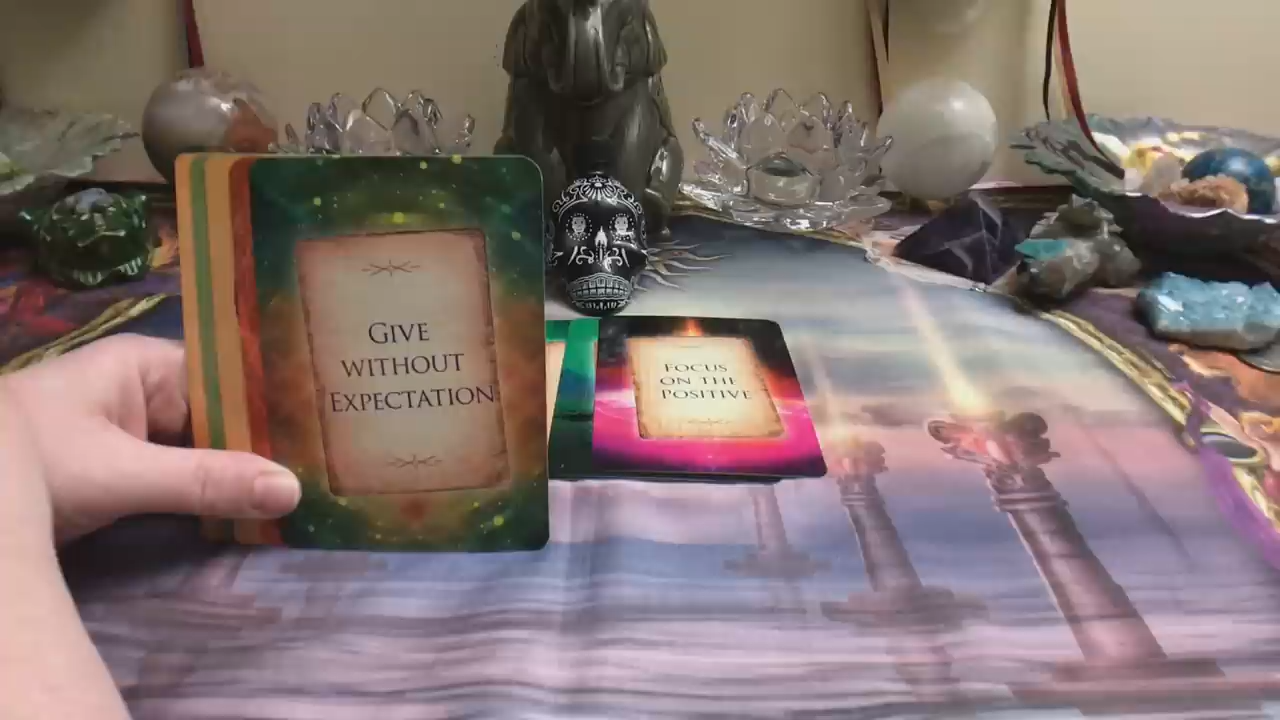 GIVE
WITHOUT
EXPECTATION
FOCUS
ON THE
POSITIVE